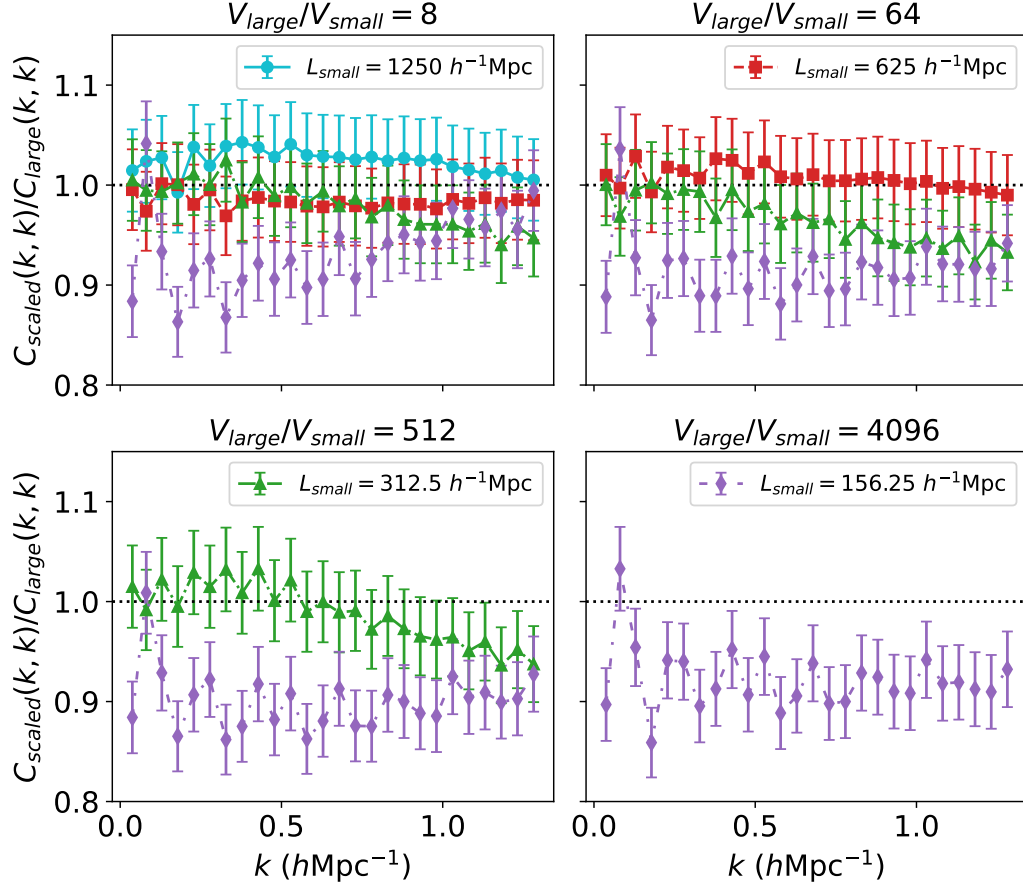 V_large/V_small = 8
V_large/V_small = 64
C_scaled(k, k)/C_large(k, k)
1.1
1.0
0.9
0.8
L_small = 1250 h⁻¹Mpc
L_small = 625 h⁻¹Mpc
V_large/V_small = 512
V_large/V_small = 4096
C_scaled(k, k)/C_large(k, k)
1.1
1.0
0.9
0.8
L_small = 312.5 h⁻¹Mpc
L_small = 156.25 h⁻¹Mpc
0.0 0.5 1.0
0.0 0.5 1.0
k (hMpc⁻¹)
k (hMpc⁻¹)